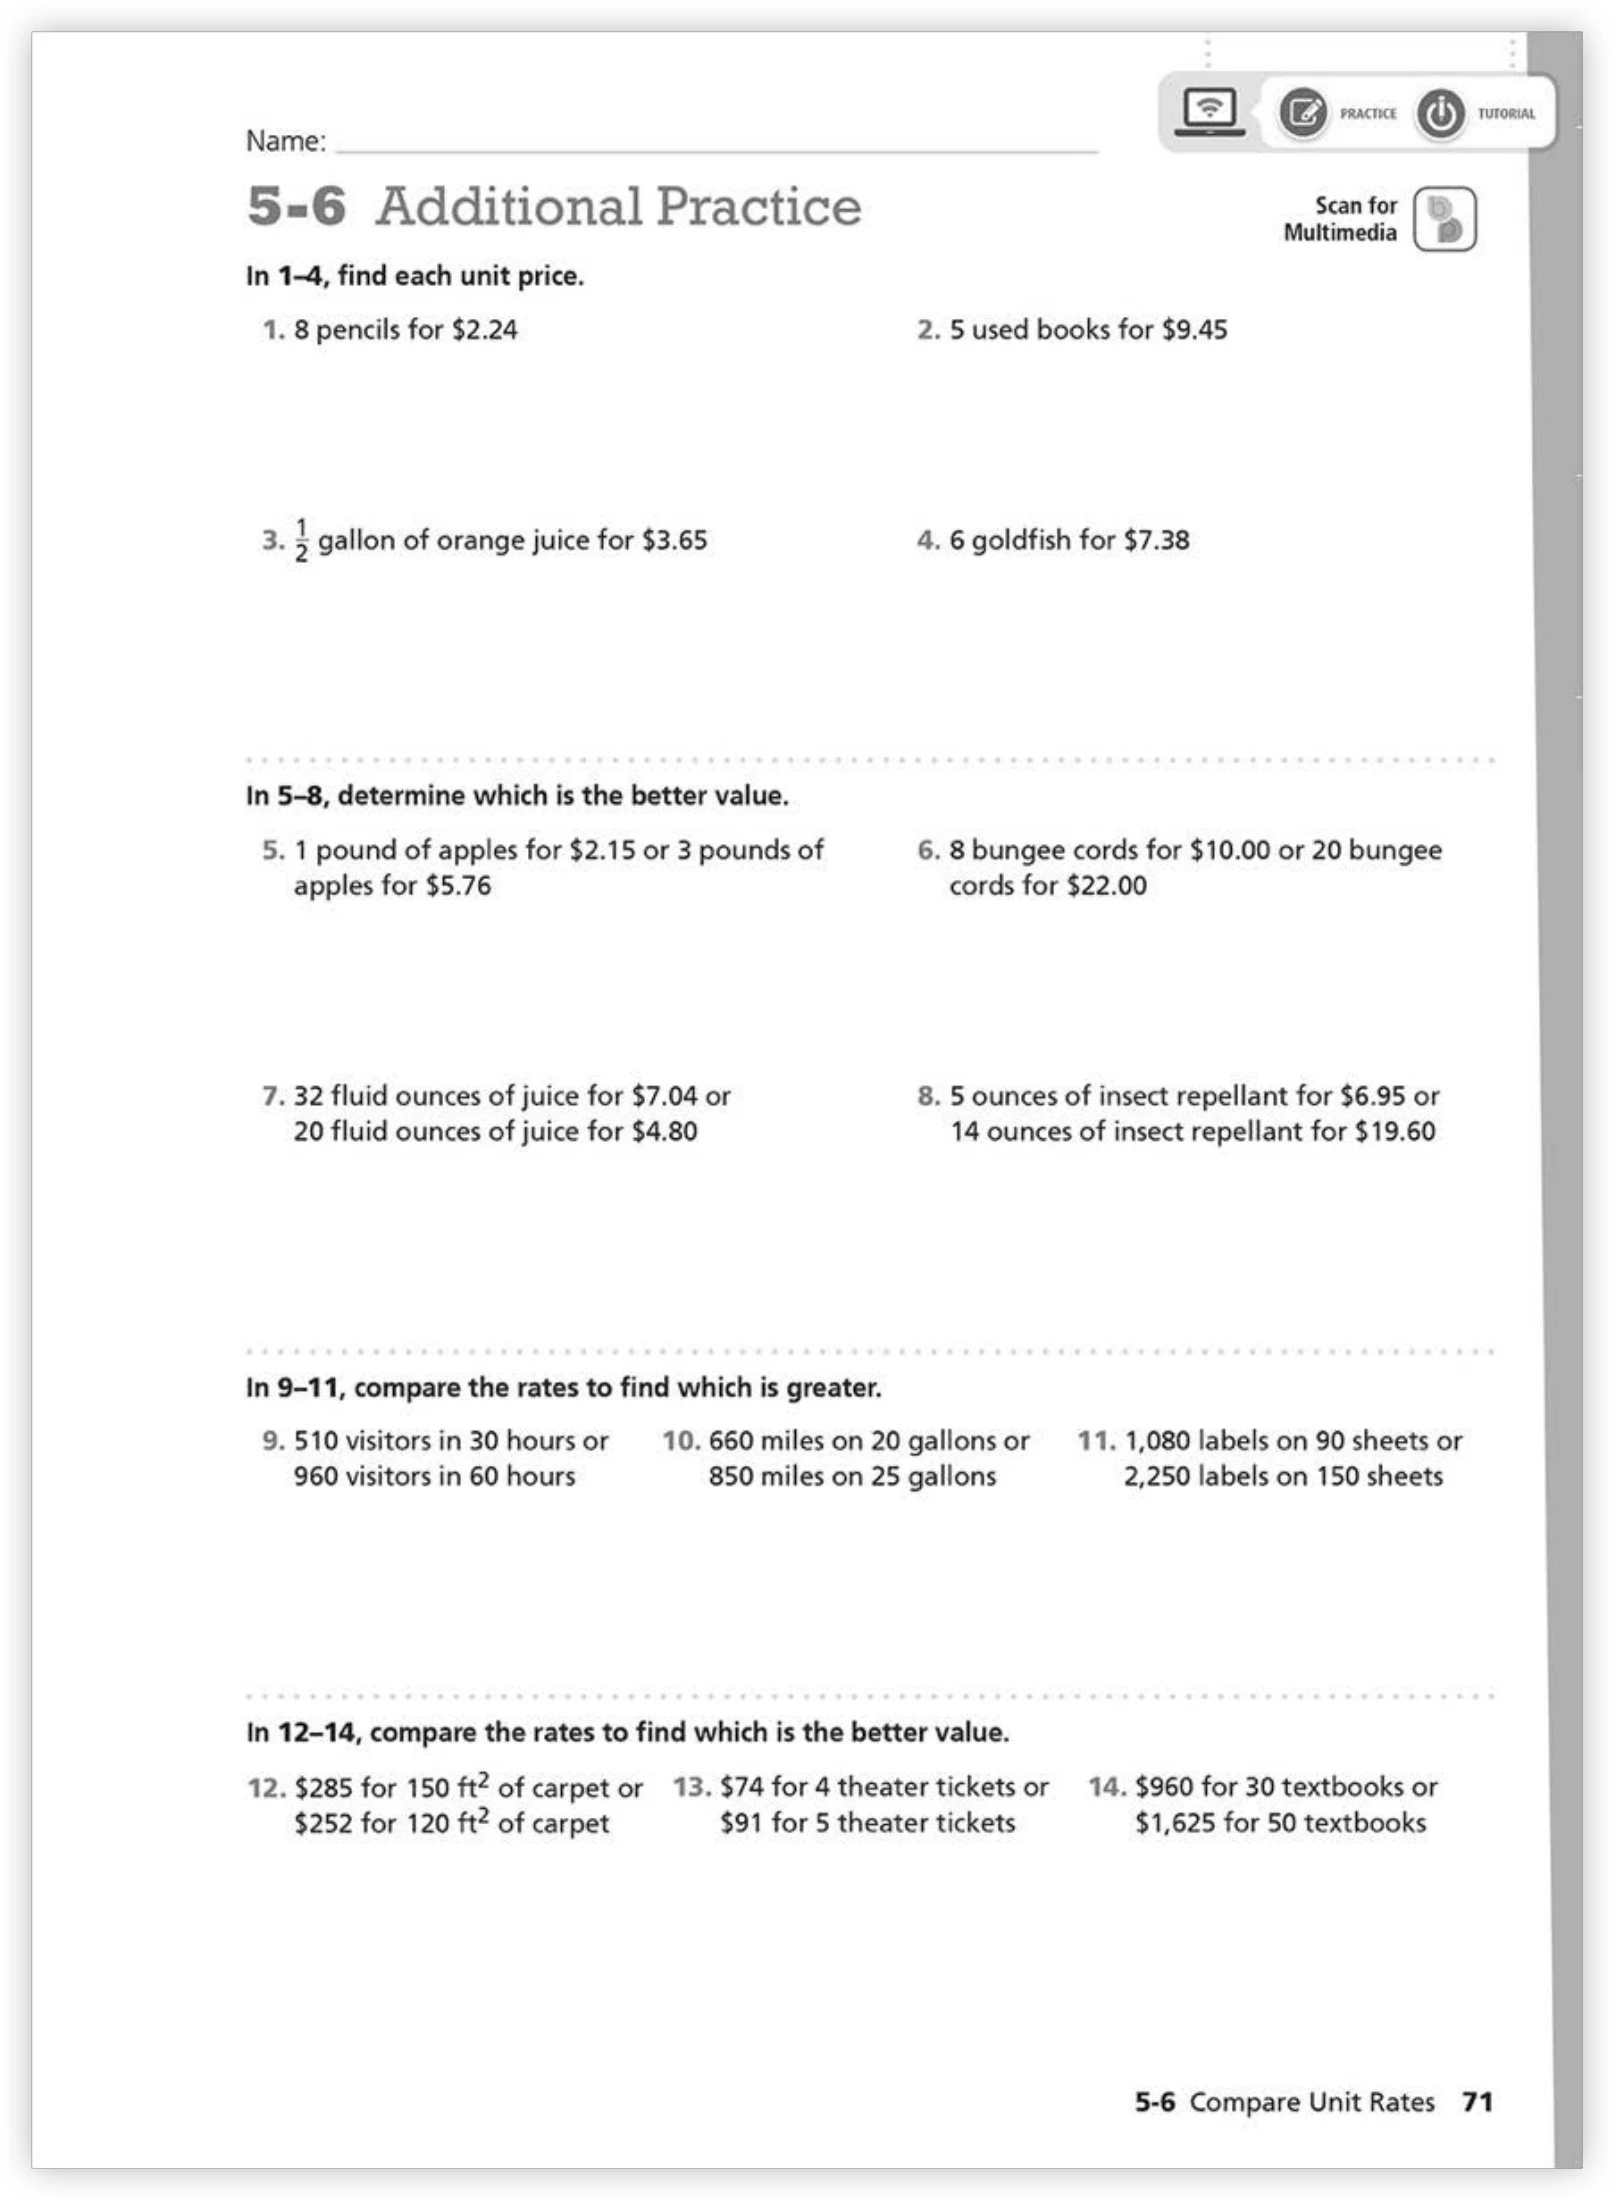 PRACTICE TUTORIAL
Name:
5-6 Additional Practice
Scan for
Multimedia
In 1–4, find each unit price.
1. 8 pencils for $2.24
2. 5 used books for $9.45
3. 1/2 gallon of orange juice for $3.65
4. 6 goldfish for $7.38
In 5–8, determine which is the better value.
5. 1 pound of apples for $2.15 or 3 pounds of
apples for $5.76
6. 8 bungee cords for $10.00 or 20 bungee
cords for $22.00
7. 32 fluid ounces of juice for $7.04 or
20 fluid ounces of juice for $4.80
8. 5 ounces of insect repellant for $6.95 or
14 ounces of insect repellant for $19.60
In 9–11, compare the rates to find which is greater.
9. 510 visitors in 30 hours or
960 visitors in 60 hours
10. 660 miles on 20 gallons or
850 miles on 25 gallons
11. 1,080 labels on 90 sheets or
2,250 labels on 150 sheets
In 12–14, compare the rates to find which is the better value.
12. $285 for 150 ft² of carpet or
$252 for 120 ft² of carpet
13. $74 for 4 theater tickets or
$91 for 5 theater tickets
14. $960 for 30 textbooks or
$1,625 for 50 textbooks
5-6 Compare Unit Rates 71